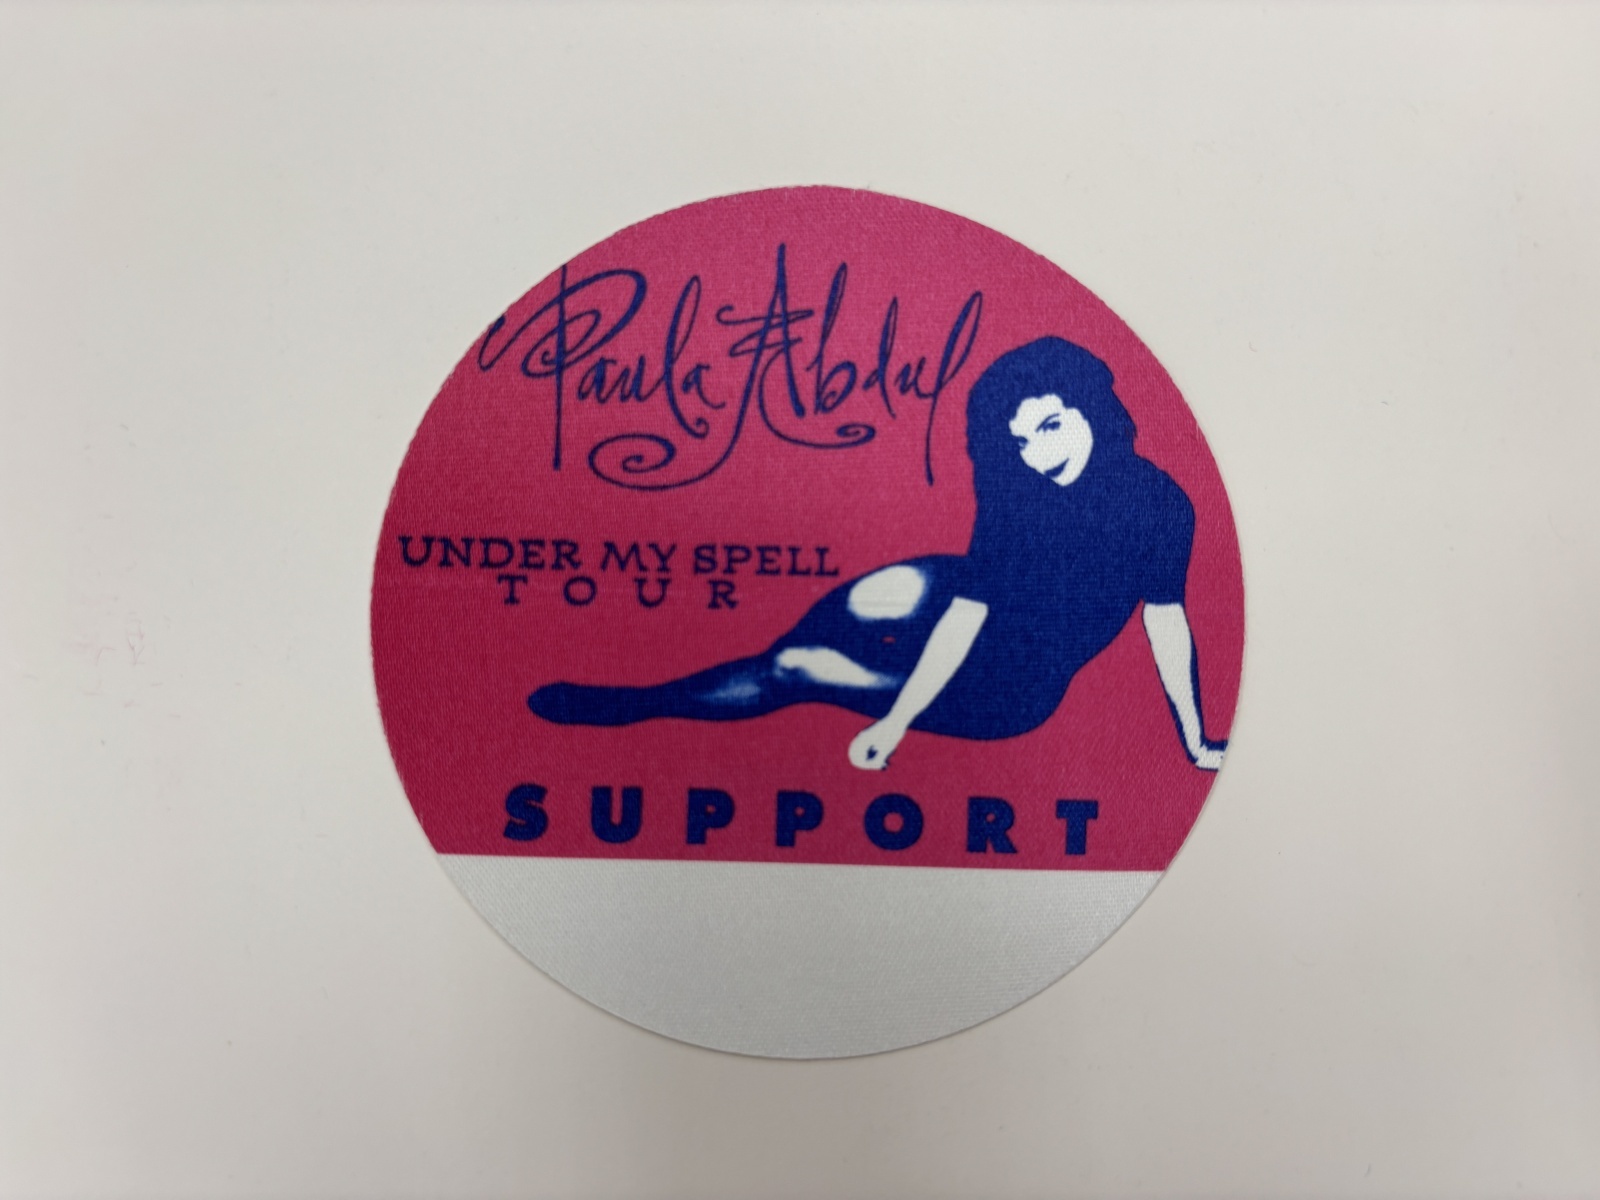 Paula Abdul
UNDER MY SPELL
TOUR
SUPPORT